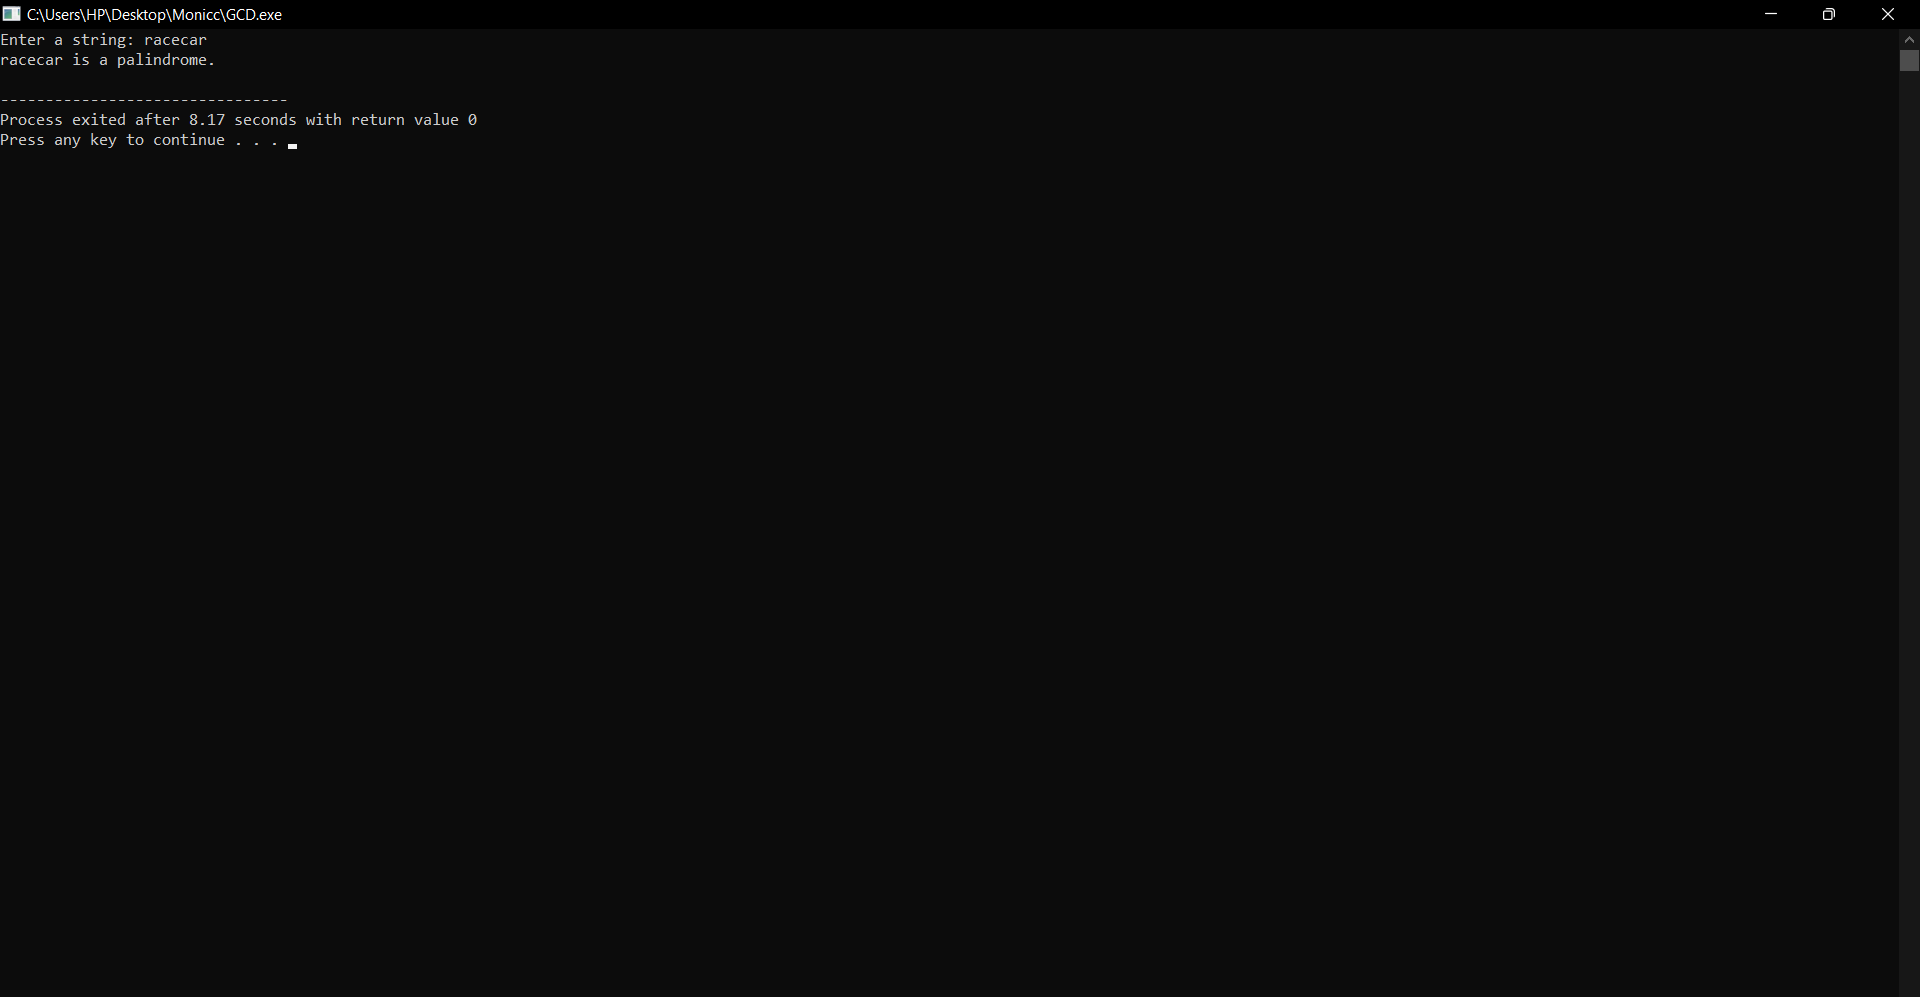 C:\Users\HP\Desktop\Monicc\GCD.exe
Enter a string: racecar
racecar is a palindrome.
--------------------------------
Process exited after 8.17 seconds with return value 0
Press any key to continue . . .